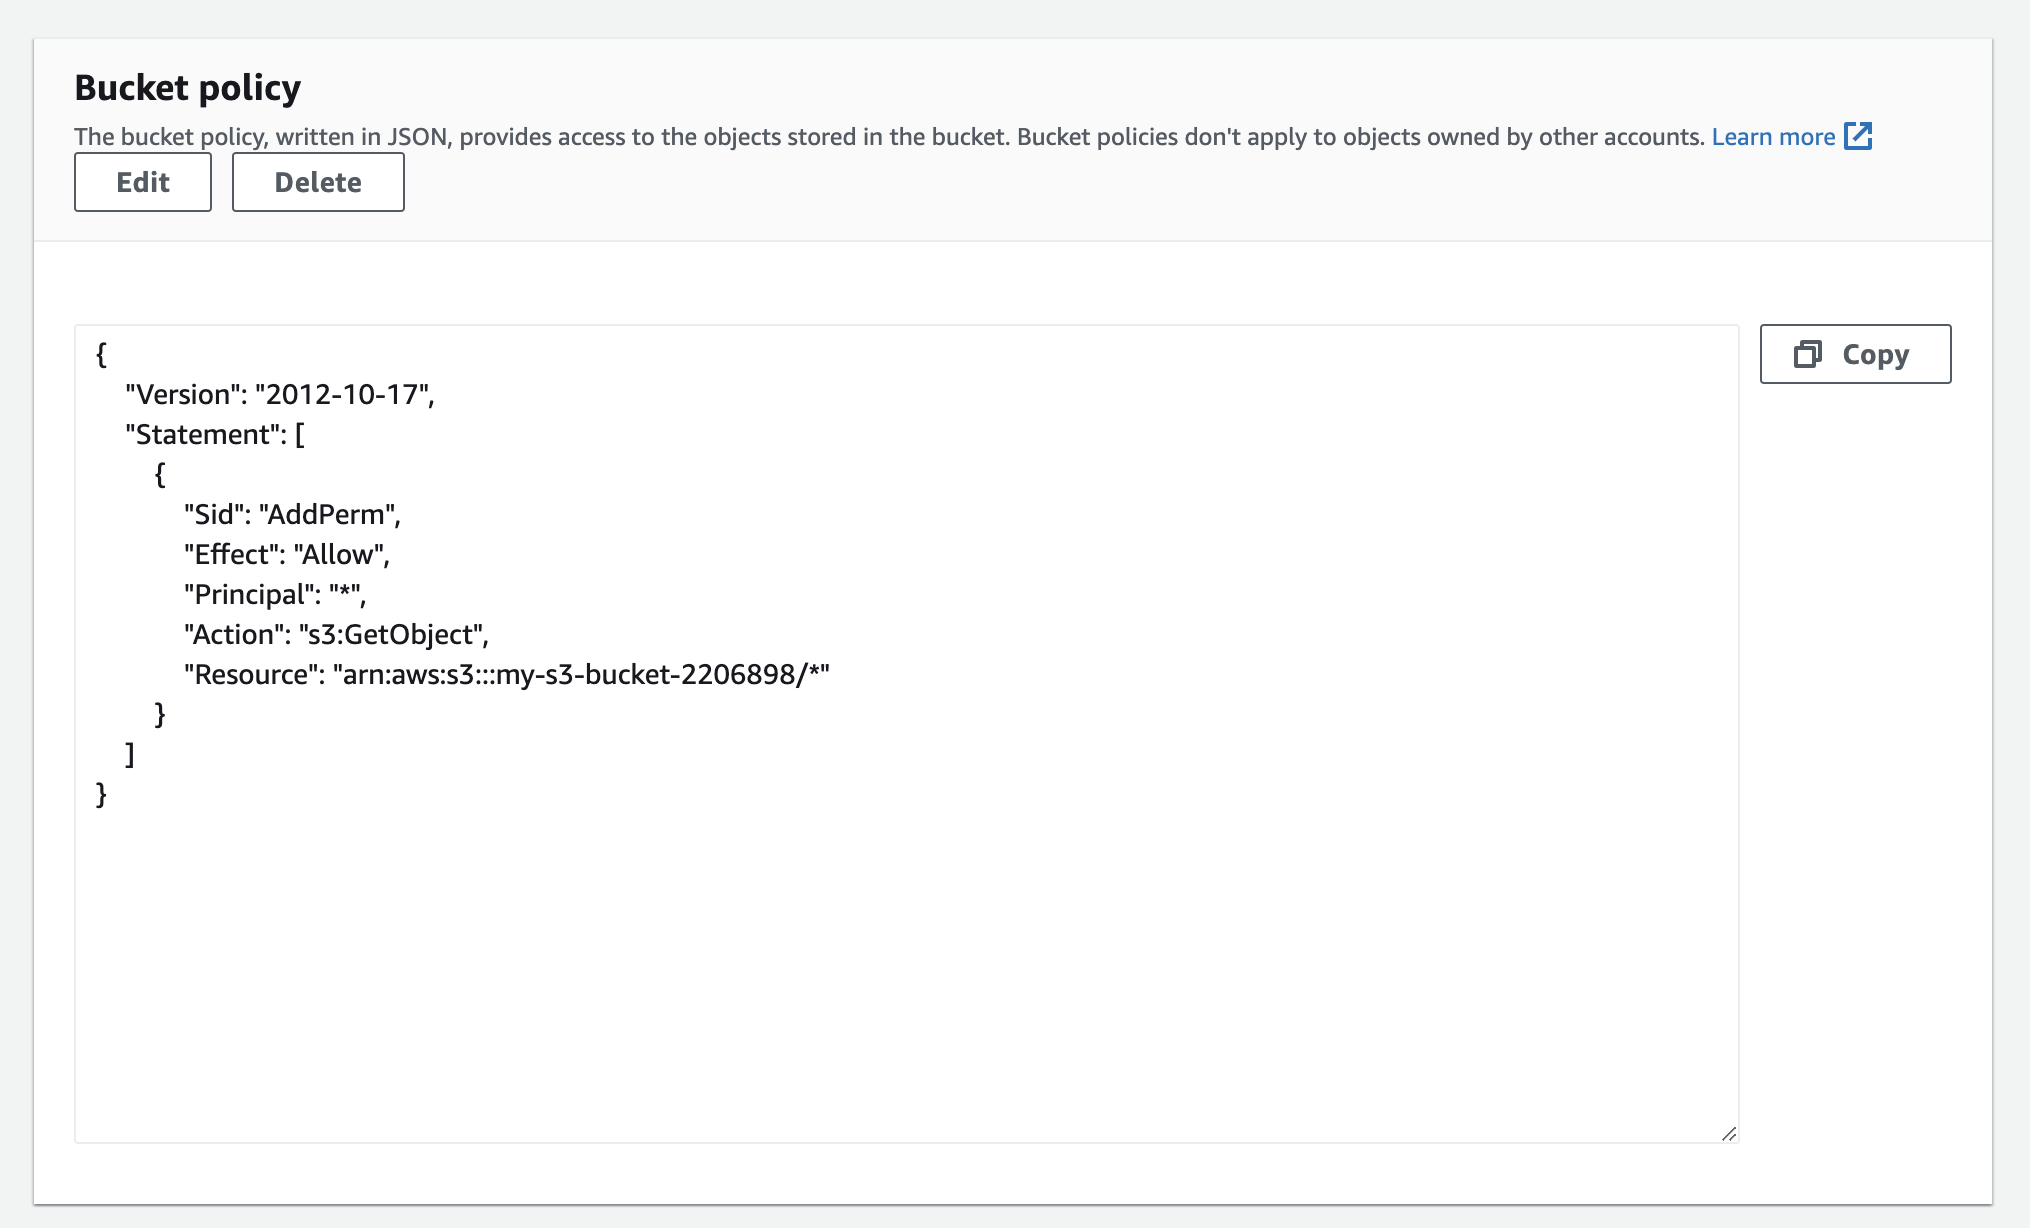 Bucket policy
The bucket policy, written in JSON, provides access to the objects stored in the bucket. Bucket policies don't apply to objects owned by other accounts. Learn more
Edit Delete
Copy
{
"Version": "2012-10-17",
"Statement": [
{
"Sid": "AddPerm",
"Effect": "Allow",
"Principal": "*",
"Action": "s3:GetObject",
"Resource": "arn:aws:s3:::my-s3-bucket-2206898/*"
}
]
}